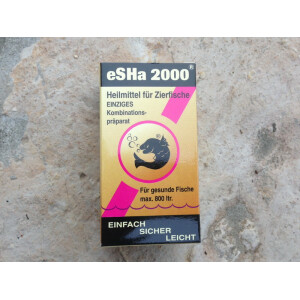 eSHa 2000®
Heilmittel für Zierfische
EINZIGES
Kombinations-
präparat
Für gesunde Fische
max. 800 ltr.
EINFACH
SICHER
LEICHT